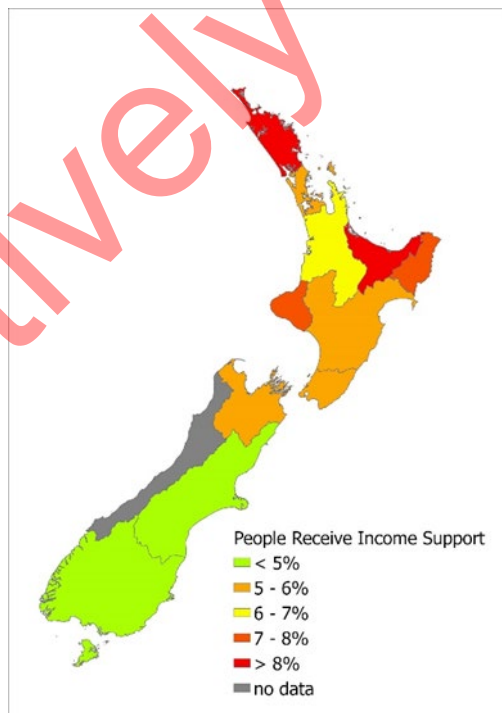 tively
People Receive Income Support
< 5%
5 - 6%
6 - 7%
7 - 8%
> 8%
no data